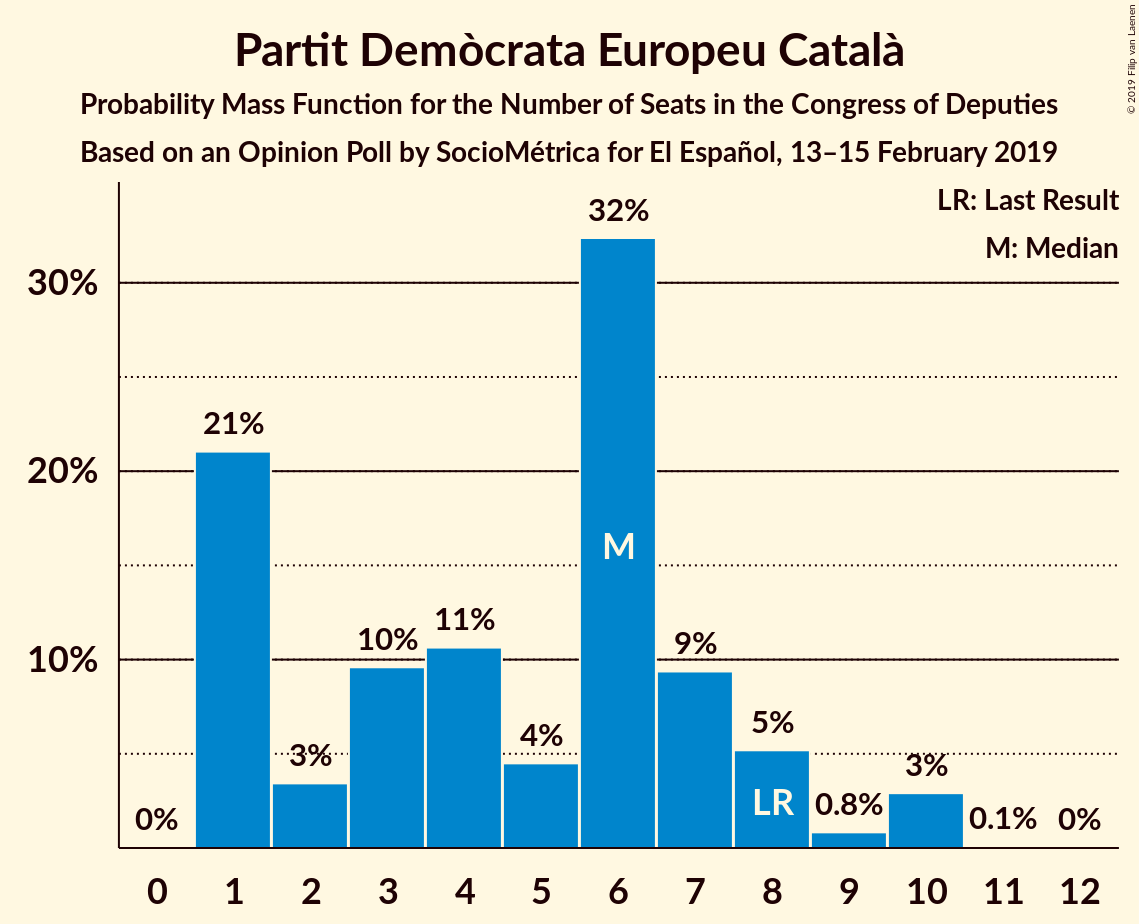 Partit Demòcrata Europeu Català
Probability Mass Function for the Number of Seats in the Congress of Deputies
Based on an Opinion Poll by SocioMétrica for El Español, 13–15 February 2019
© 2019 Filip van Laenen
LR: Last Result
M: Median
30%
20%
10%
0%
21%
3%
10%
11%
4%
32%
9%
5%
0.8%
3%
0.1%
0%
M
LR
0 1 2 3 4 5 6 7 8 9 10 11 12